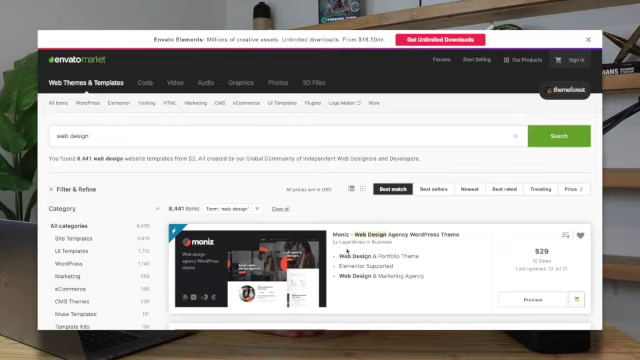 Envato Elements: Millions of creative assets. Unlimited downloads. From $16.50/m
Get Unlimited Downloads
envatomarket
Forums
Start Selling
Our Products
Sign In
Web Themes & Templates
Code
Video
Audio
Graphics
Photos
3D Files
themeforest
All Items
WordPress
Elementor
Hosting
HTML
Marketing
CMS
eCommerce
UI Templates
Plugins
Logo Maker
More
web design
Search
You found 8,441 web design website templates from $2. All created by our Global Community of independent Web Designers and Developers.
Filter & Refine
All prices are in USD
Best match
Best sellers
Newest
Best rated
Trending
Price
Category
8,441 items
Term: 'web design'
Clear all
All categories
Site Templates
UI Templates
WordPress
Marketing
eCommerce
CMS Themes
Muse Templates
Template Kits
moniz
Web design
agency WordPress
theme
Moniz - Web Design Agency WordPress Theme
by Layerdrops in Business
Web Design & Portfolio Theme
Elementor Supported
Web Design & Marketing Agency
$29
Last updated: 13 Jul 21
Preview